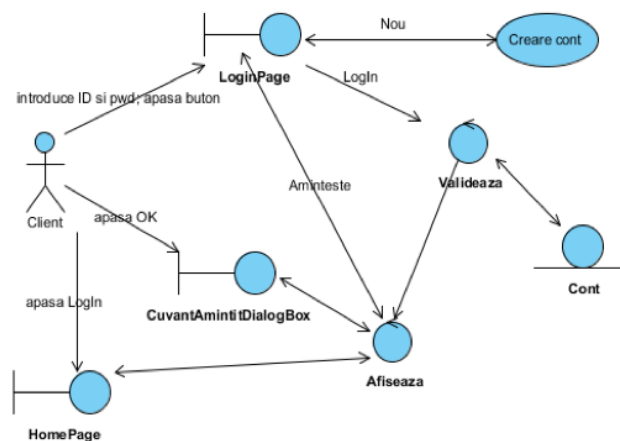 Nou
Creare cont
LoginPage
LogIn
introduce ID si pwd; apasa buton
Aminteste
Valideaza
Client
apasa OK
Cont
CuvantAmintitDialogBox
apasa LogIn
Afiseaza
HomePage